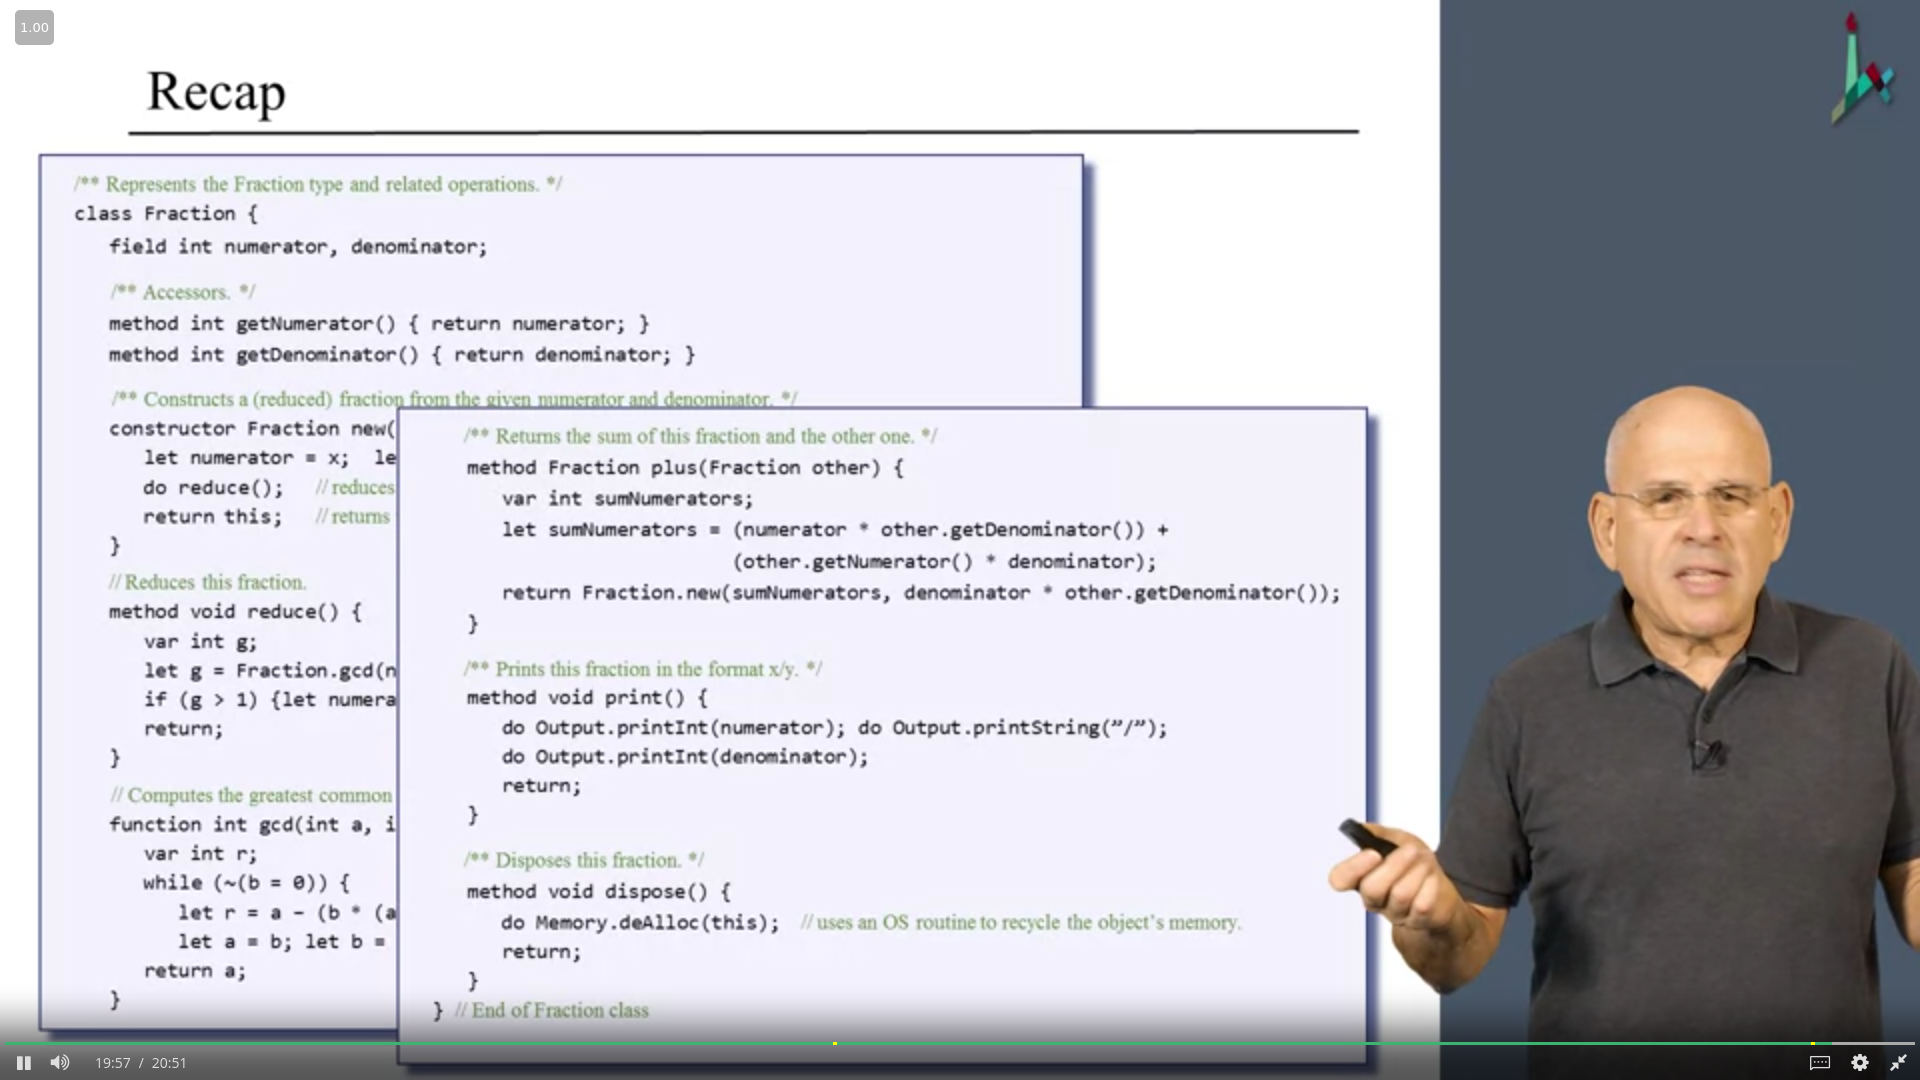 1.00
Recap
/** Represents the Fraction type and related operations. */
class Fraction {
field int numerator, denominator;
/** Accessors. */
method int getNumerator() { return numerator; }
method int getDenominator() { return denominator; }
/** Constructs a (reduced) fraction from the given numerator and denominator. */
constructor Fraction new(
let numerator = x; le
do reduce(); // reduces
return this; // returns
}
// Reduces this fraction.
method void reduce() {
var int g;
let g = Fraction.gcd(n
if (g > 1) {let numera
return;
}
// Computes the greatest common
function int gcd(int a, i
var int r;
while (~(b = 0)) {
let r = a - (b * (a
let a = b; let b =
return a;
}
/** Returns the sum of this fraction and the other one. */
method Fraction plus(Fraction other) {
var int sumNumerators;
let sumNumerators = (numerator * other.getDenominator()) +
(other.getNumerator() * denominator);
return Fraction.new(sumNumerators, denominator * other.getDenominator());
}
/** Prints this fraction in the format x/y. */
method void print() {
do Output.printInt(numerator); do Output.printString(”/”);
do Output.printInt(denominator);
return;
}
/** Disposes this fraction. */
method void dispose() {
do Memory.deAlloc(this); // uses an OS routine to recycle the object's memory.
return;
}
} // End of Fraction class
19:57 / 20:51